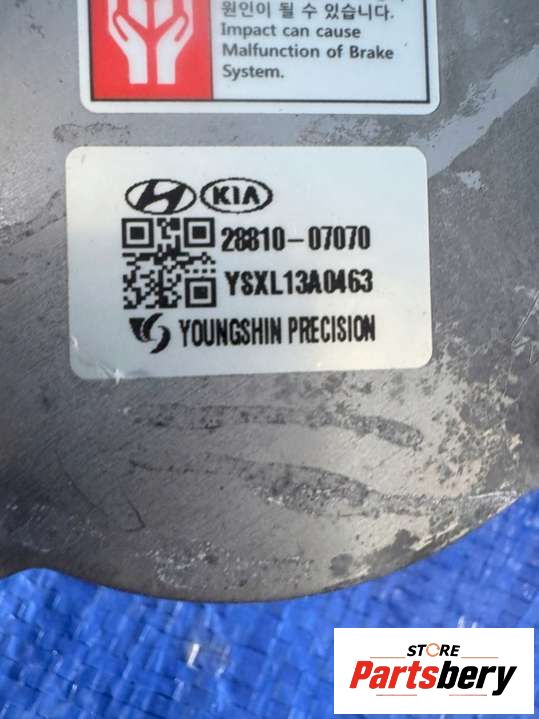 원인이 될 수 있습니다.
Impact can cause
Malfunction of Brake
System.
KIA
28810-07070
YSXL13A0463
YOUNGSHIN PRECISION
STORE
Partsbery